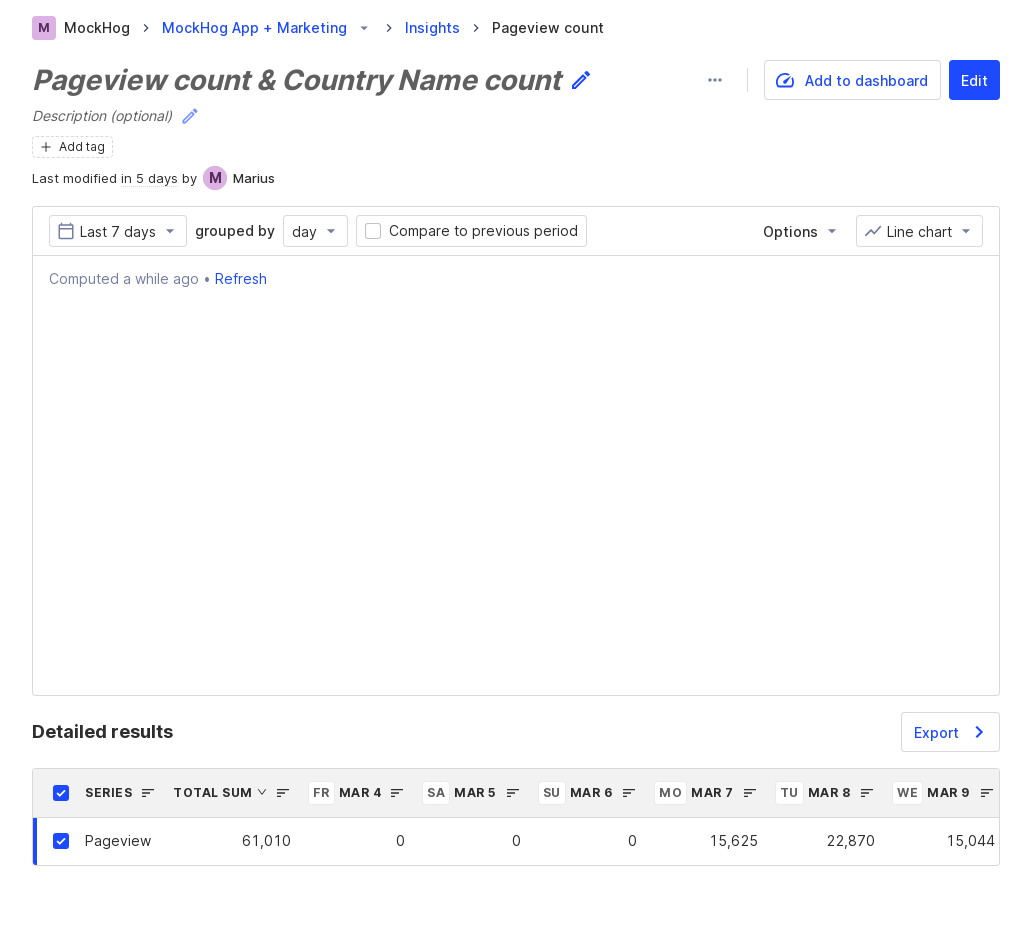 M MockHog > MockHog App + Marketing > Insights > Pageview count
Pageview count & Country Name count
Add to dashboard
Edit
Description (optional)
+ Add tag
Last modified in 5 days by M Marius
Last 7 days grouped by day Compare to previous period Options Line chart
Computed a while ago • Refresh
Detailed results
Export
SERIES TOTAL SUM FR MAR 4 SA MAR 5 SU MAR 6 MO MAR 7 TU MAR 8 WE MAR 9
Pageview 61,010 0 0 0 15,625 22,870 15,044